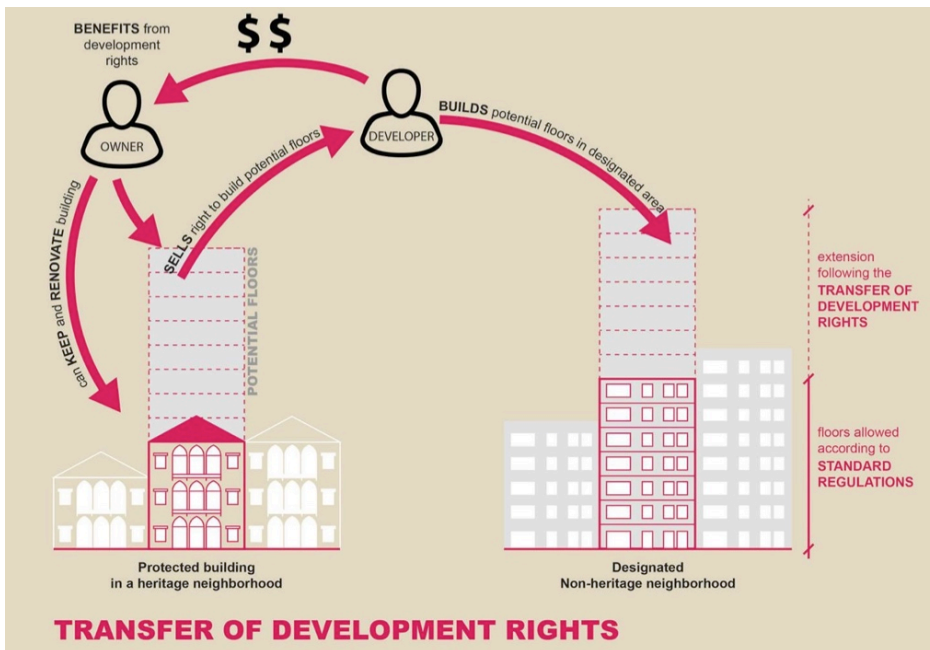 BENEFITS from
development
rights
$$
OWNER
DEVELOPER
BUILDS potential floors in designated area
SELLS right to build potential floors
can KEEP and RENOVATE building
POTENTIAL FLOORS
extension
following the
TRANSFER OF
DEVELOPMENT
RIGHTS
floors allowed
according to
STANDARD
REGULATIONS
Protected building
in a heritage neighborhood
Designated
Non-heritage neighborhood
TRANSFER OF DEVELOPMENT RIGHTS